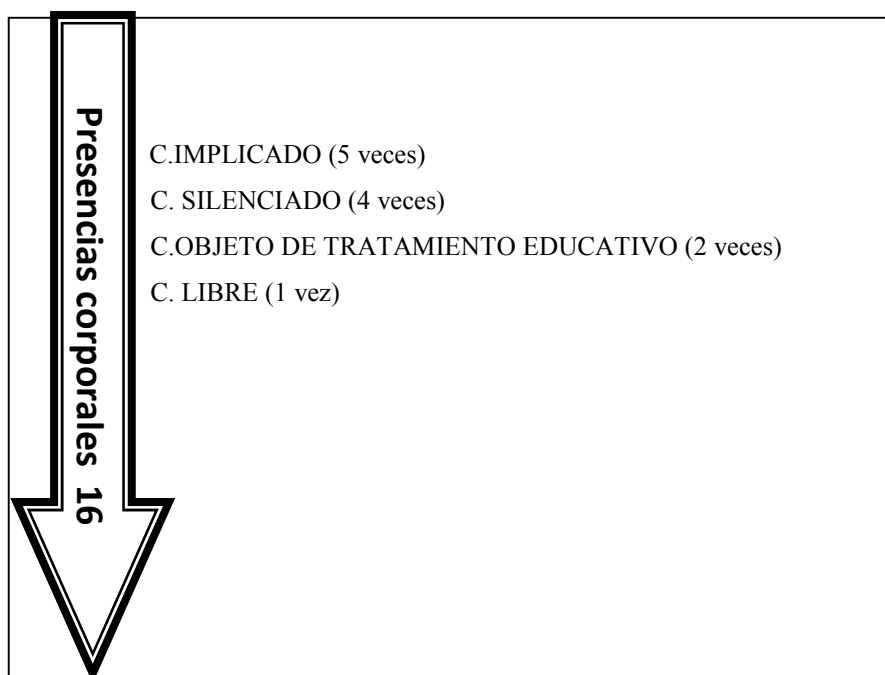 Presencias corporales 16
C.IMPLICADO (5 veces)
C. SILENCIADO (4 veces)
C.OBJETO DE TRATAMIENTO EDUCATIVO (2 veces)
C. LIBRE (1 vez)